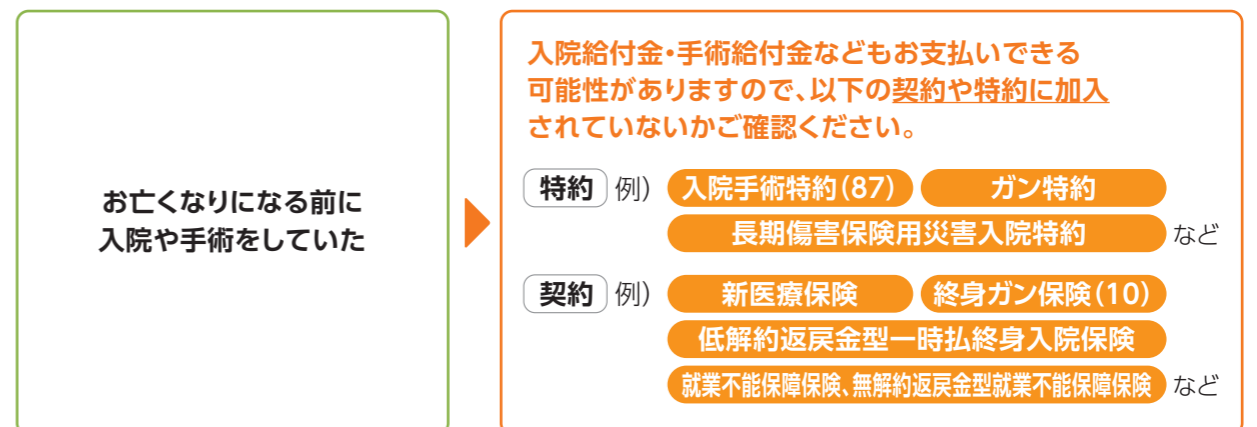 お亡くなりになる前に
入院や手術をしていた
入院給付金・手術給付金などもお支払いできる
可能性がありますので、以下の契約や特約に加入
されていないかご確認ください。
特約 例） 入院手術特約（87） ガン特約
長期傷害保険用災害入院特約 など
契約 例） 新医療保険 終身ガン保険（10）
低解約返戻金型一時払終身入院保険
就業不能保障保険、無解約返戻金型就業不能保障保険 など